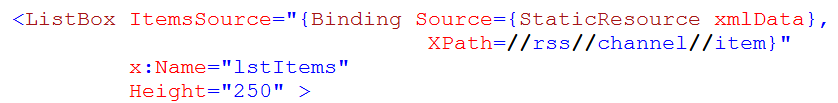 <ListBox ItemsSource="{Binding Source={StaticResource xmlData},
XPath=//rss//channel//item}"
x:Name="lstItems"
Height="250" >